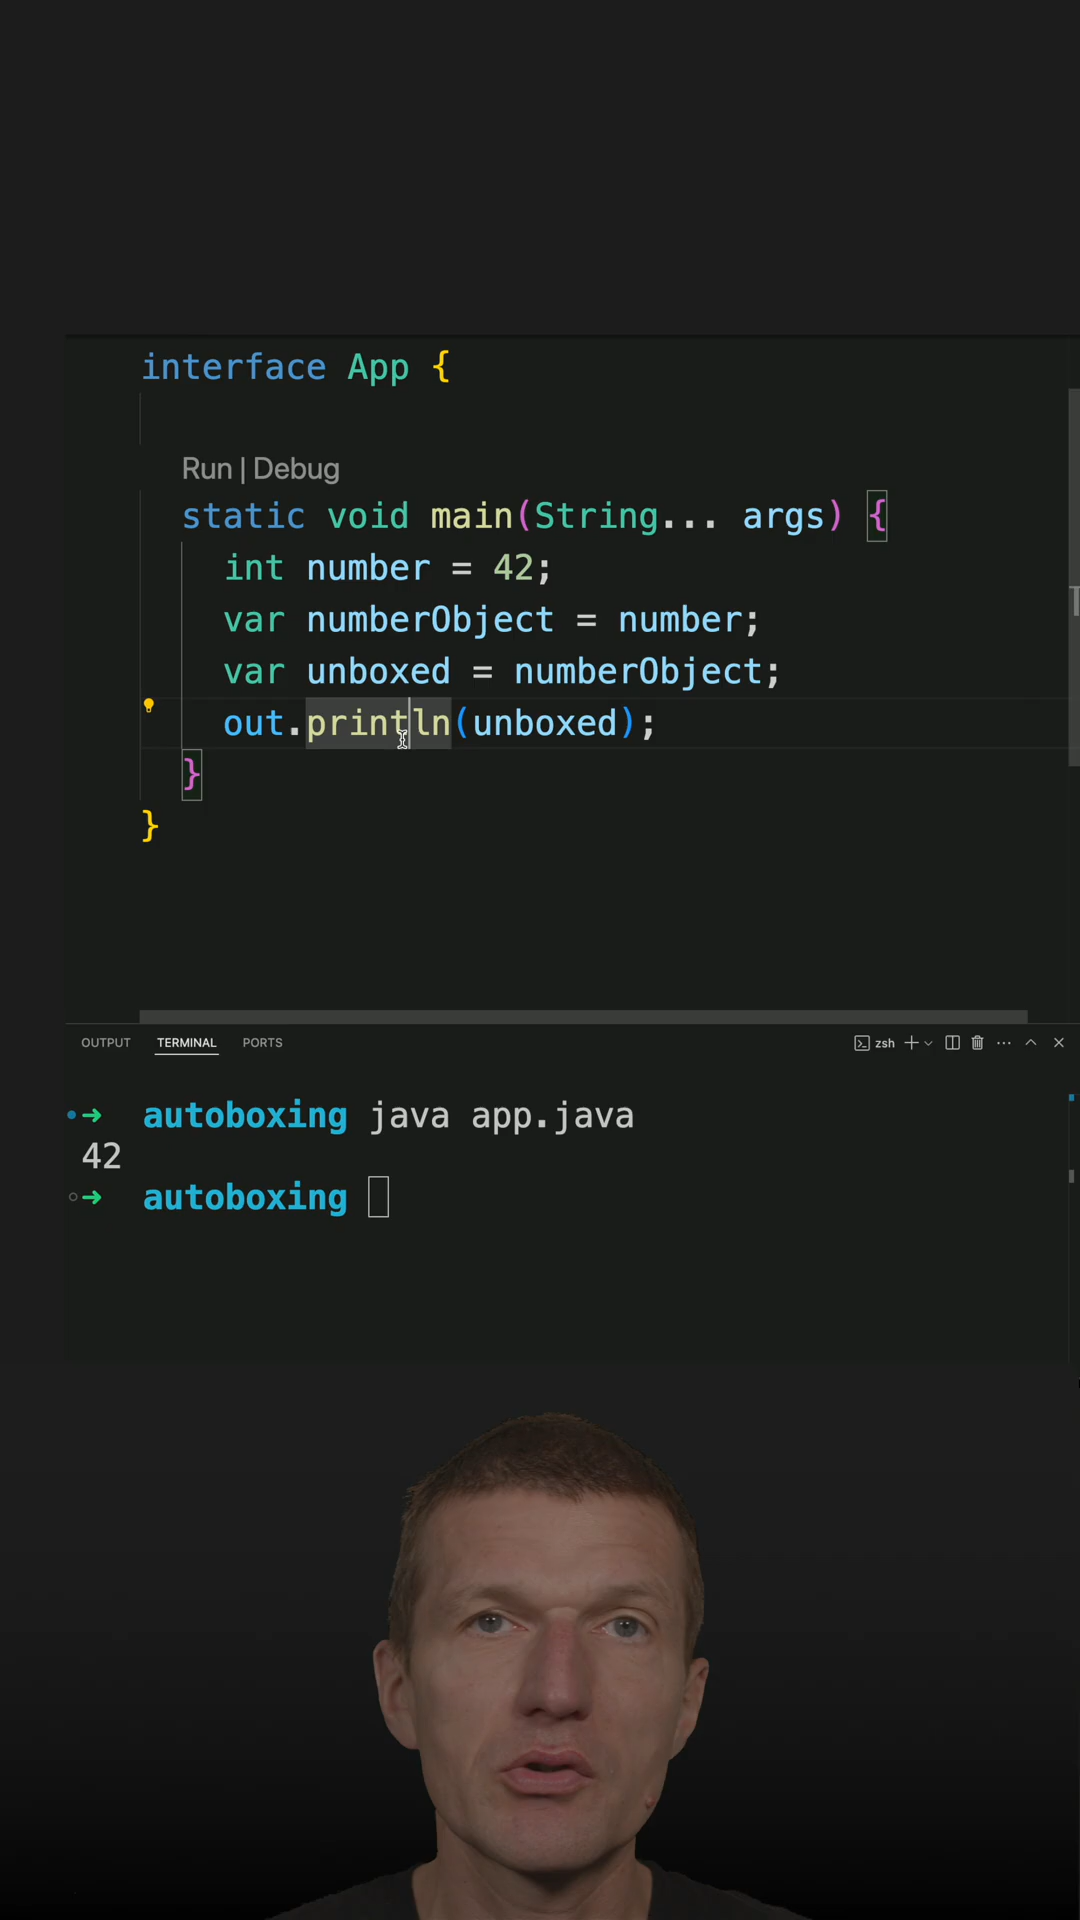 interface App {
Run | Debug
static void main(String... args) {
int number = 42;
var numberObject = number;
var unboxed = numberObject;
out.println(unboxed);
}
}
OUTPUT TERMINAL PORTS zsh
autoboxing java app.java
42
autoboxing